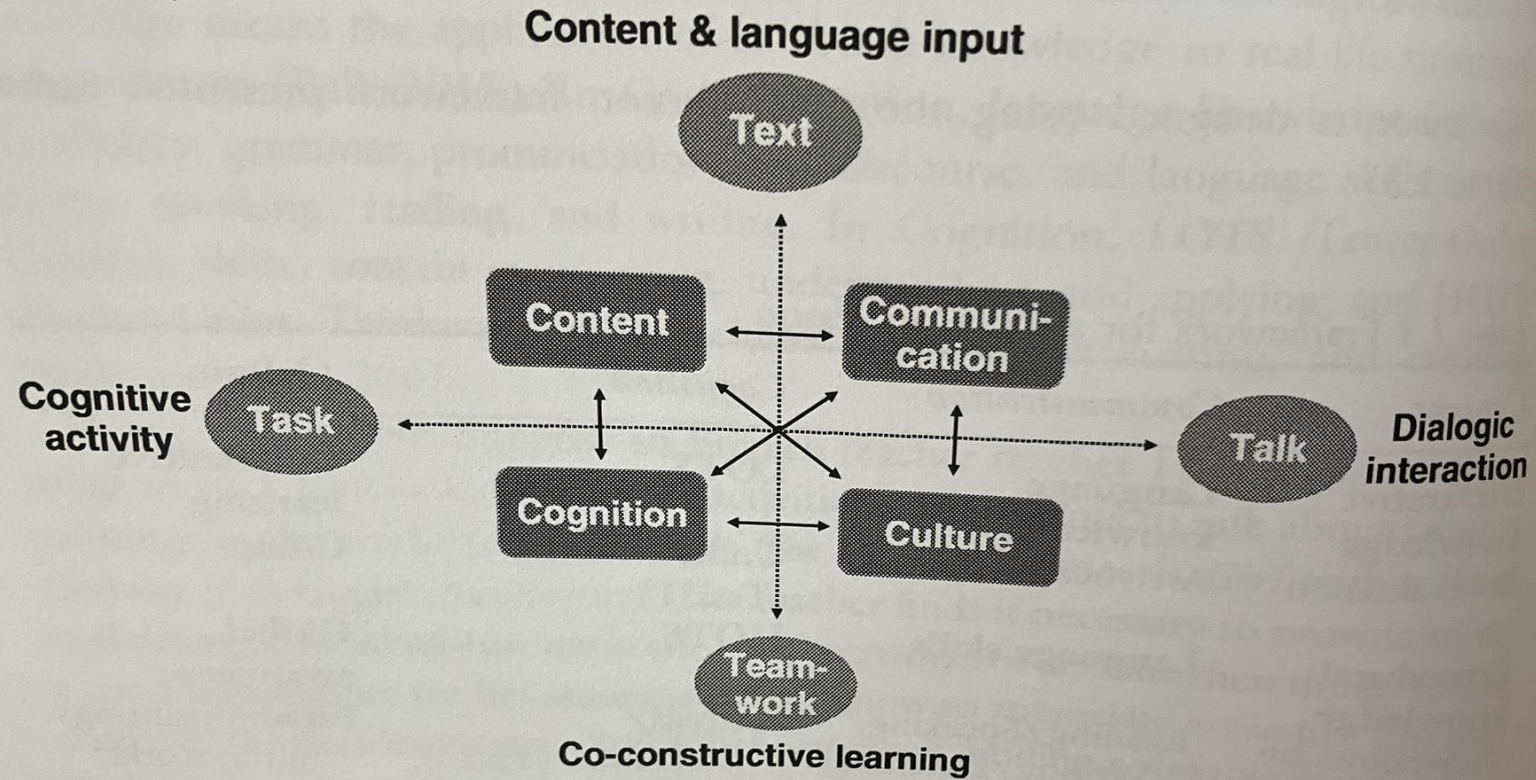 Content & language input
Text
Content
Communi-
cation
Cognitive
activity
Task
Talk
Dialogic
interaction
Cognition
Culture
Team-
work
Co-constructive learning